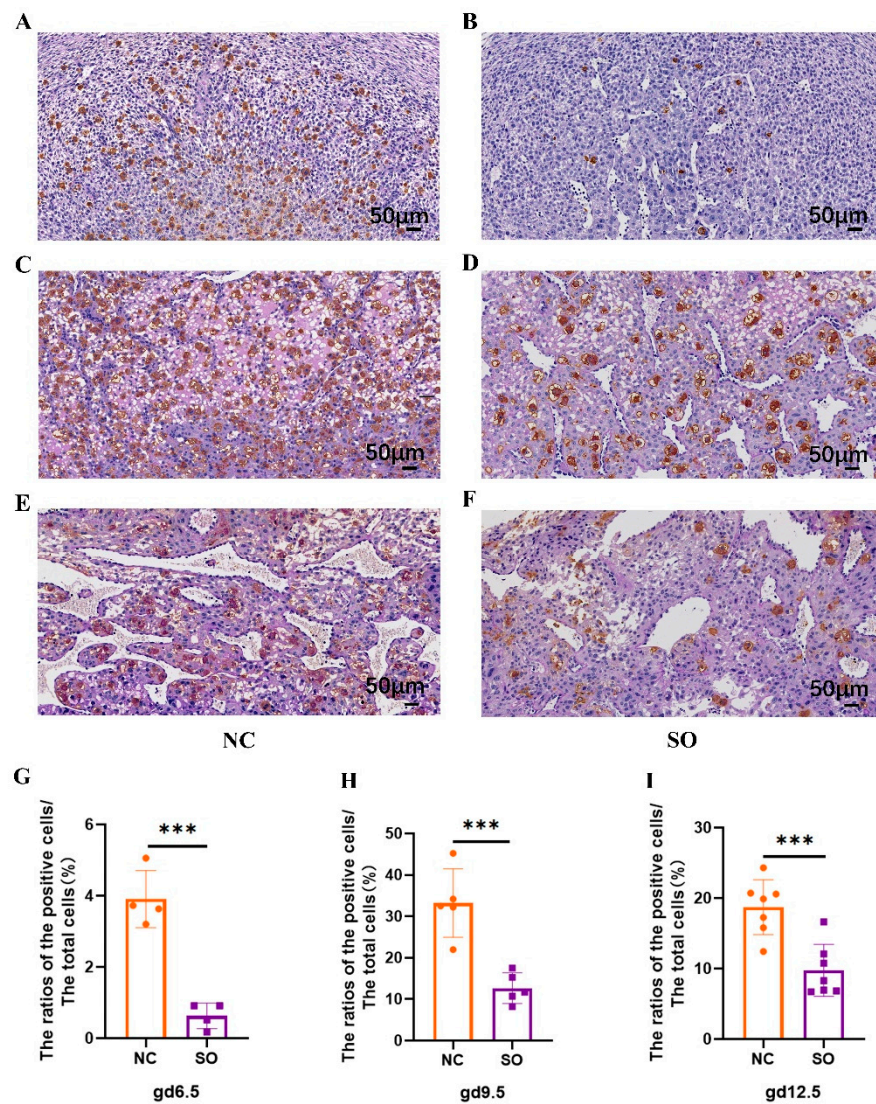 A
B
50μm
50μm
C
D
50μm
50μm
E
F
50μm
50μm
NC
SO
G
H
I
The ratios of the positive cells/
The total cells(%)
6
4
2
0
***
NC
SO
gd6.5
The ratios of the positive cells/
The total cells(%)
50
40
30
20
10
0
***
NC
SO
gd9.5
The ratios of the positive cells/
The total cells(%)
30
20
10
0
***
NC
SO
gd12.5